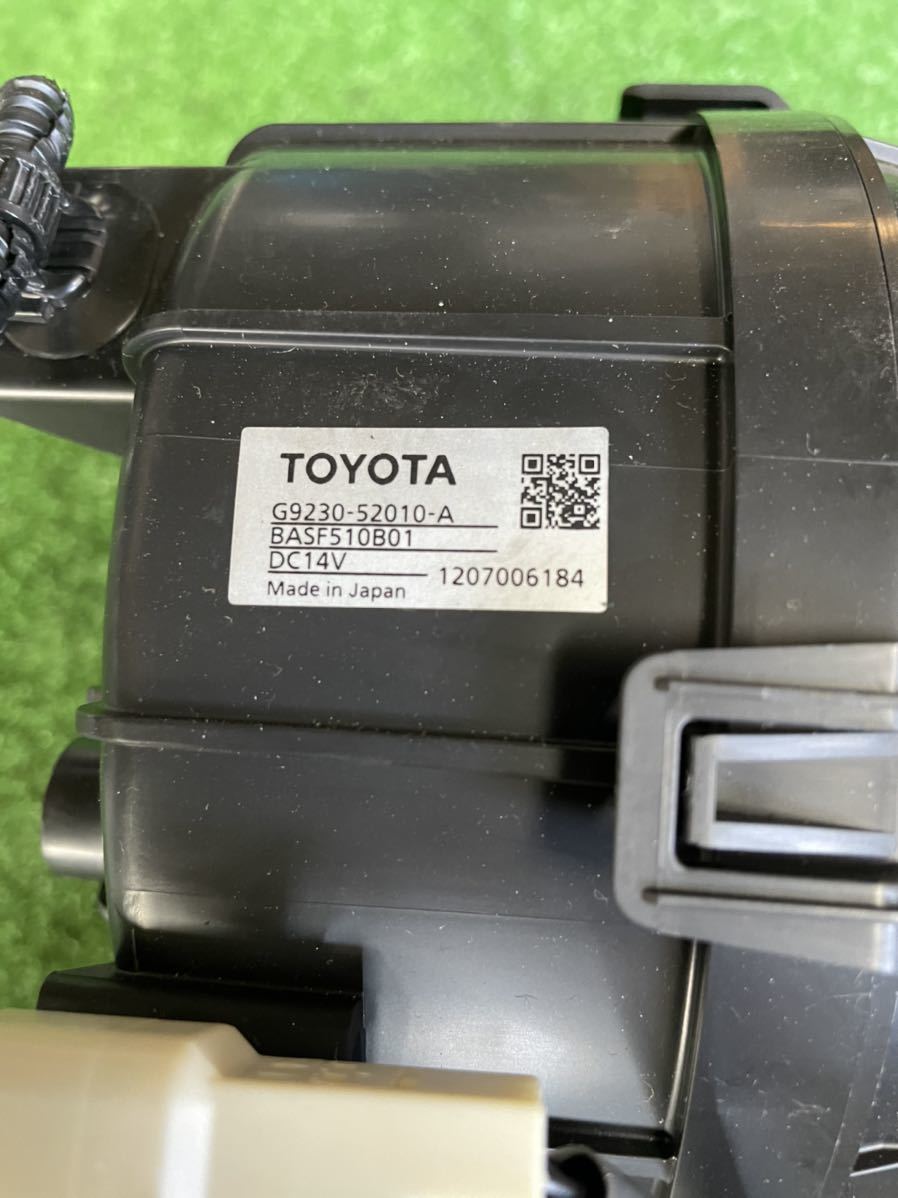 TOYOTA
G9230-52010-A
BASF510B01
DC14V
1207006184
Made in Japan